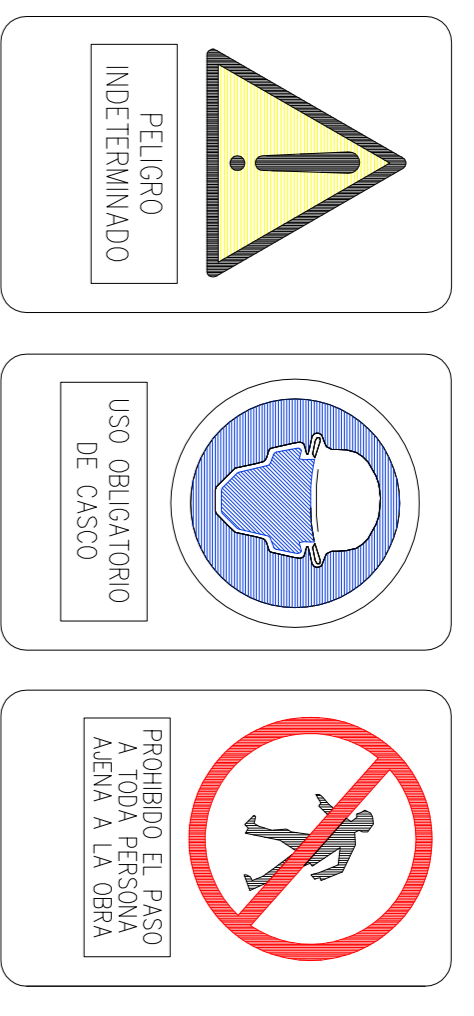 PELIGRO
INDETERMINADO
USO OBLIGATORIO
DE CASCO
PROHIBIDO EL PASO
A TODA PERSONA
AJENA A LA OBRA